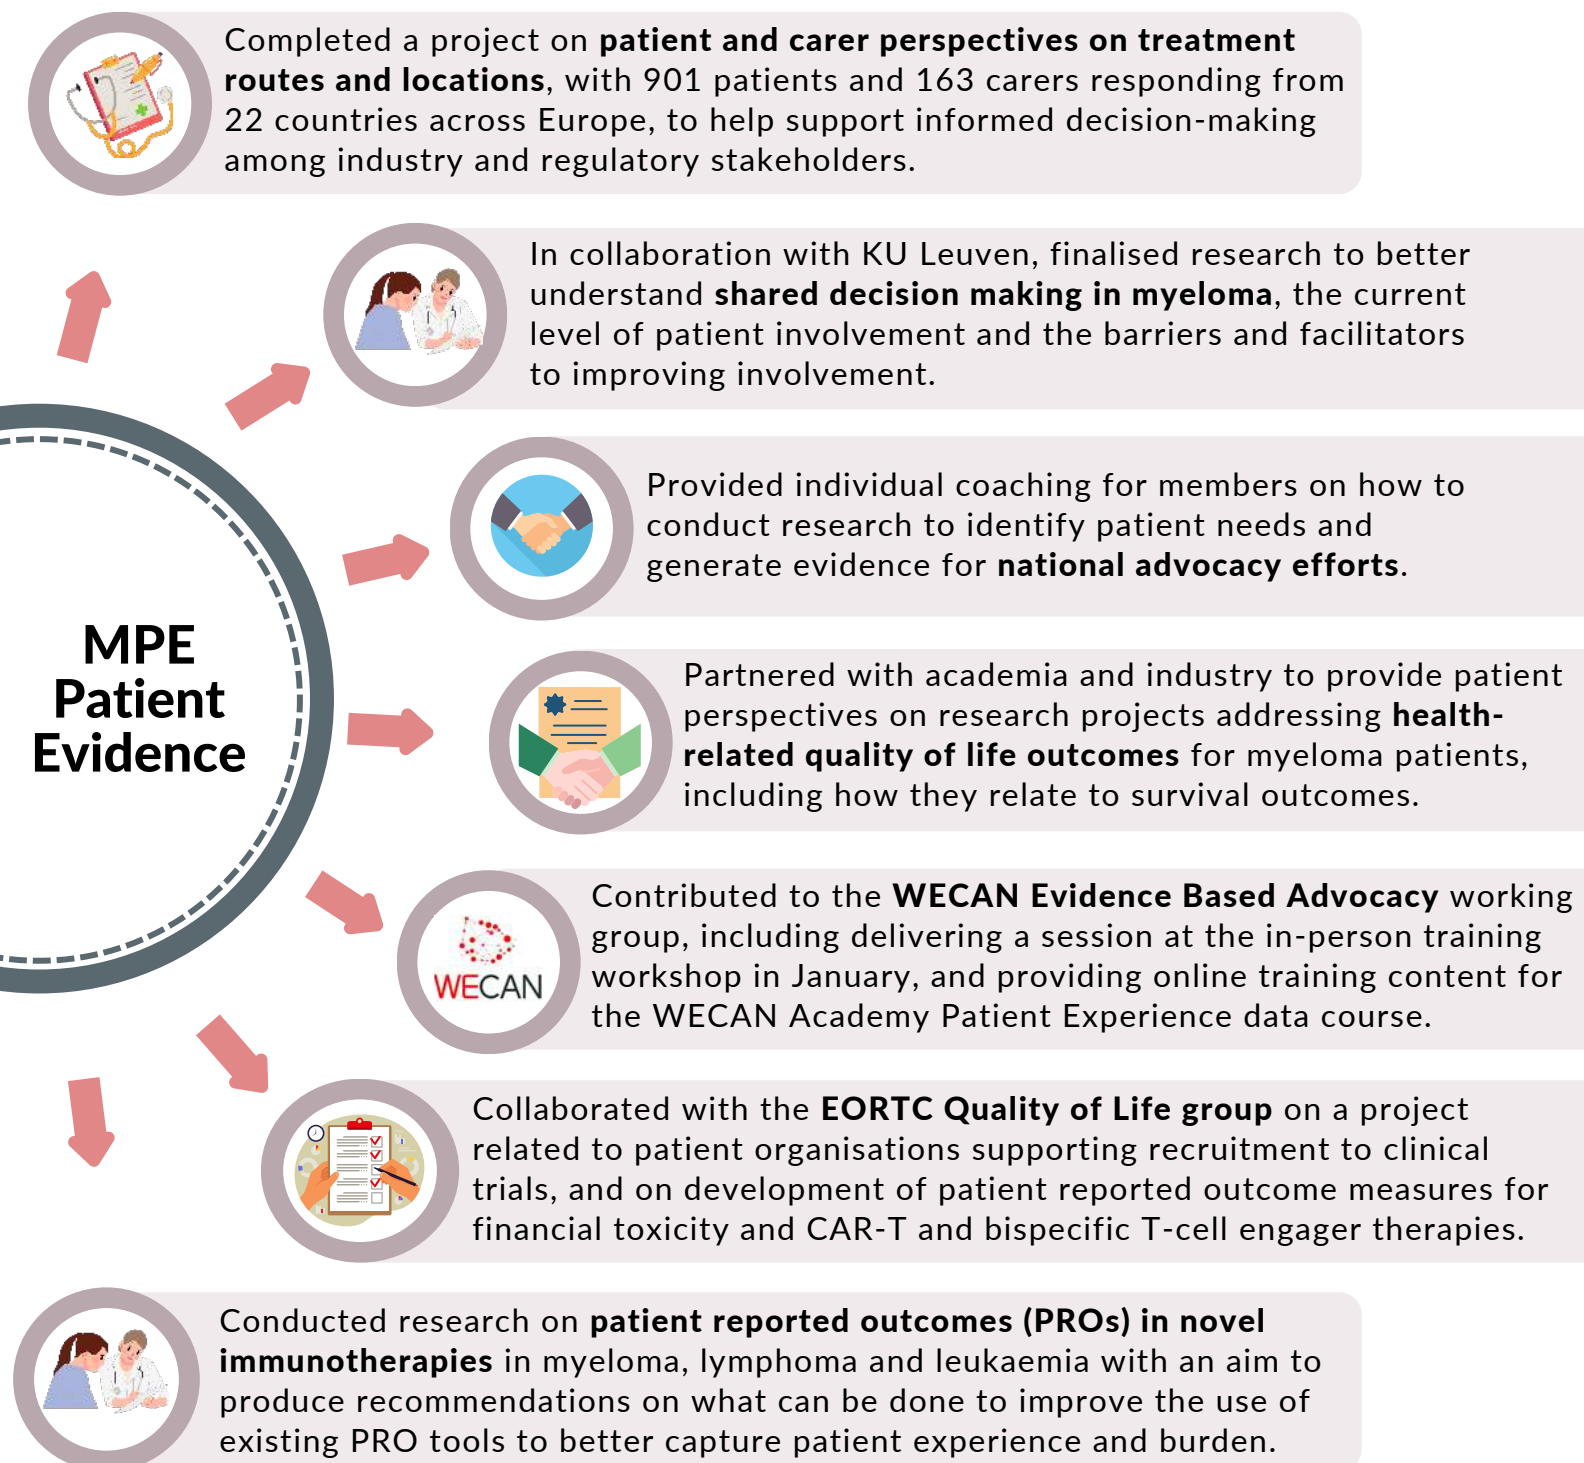 Completed a project on patient and carer perspectives on treatment
routes and locations, with 901 patients and 163 carers responding from
22 countries across Europe, to help support informed decision-making
among industry and regulatory stakeholders.
In collaboration with KU Leuven, finalised research to better
understand shared decision making in myeloma, the current
level of patient involvement and the barriers and facilitators
to improving involvement.
Provided individual coaching for members on how to
conduct research to identify patient needs and
generate evidence for national advocacy efforts.
MPE
Patient
Evidence
Partnered with academia and industry to provide patient
perspectives on research projects addressing health-
related quality of life outcomes for myeloma patients,
including how they relate to survival outcomes.
WECAN
Contributed to the WECAN Evidence Based Advocacy working
group, including delivering a session at the in-person training
workshop in January, and providing online training content for
the WECAN Academy Patient Experience data course.
Collaborated with the EORTC Quality of Life group on a project
related to patient organisations supporting recruitment to clinical
trials, and on development of patient reported outcome measures for
financial toxicity and CAR-T and bispecific T-cell engager therapies.
Conducted research on patient reported outcomes (PROs) in novel
immunotherapies in myeloma, lymphoma and leukaemia with an aim to
produce recommendations on what can be done to improve the use of
existing PRO tools to better capture patient experience and burden.